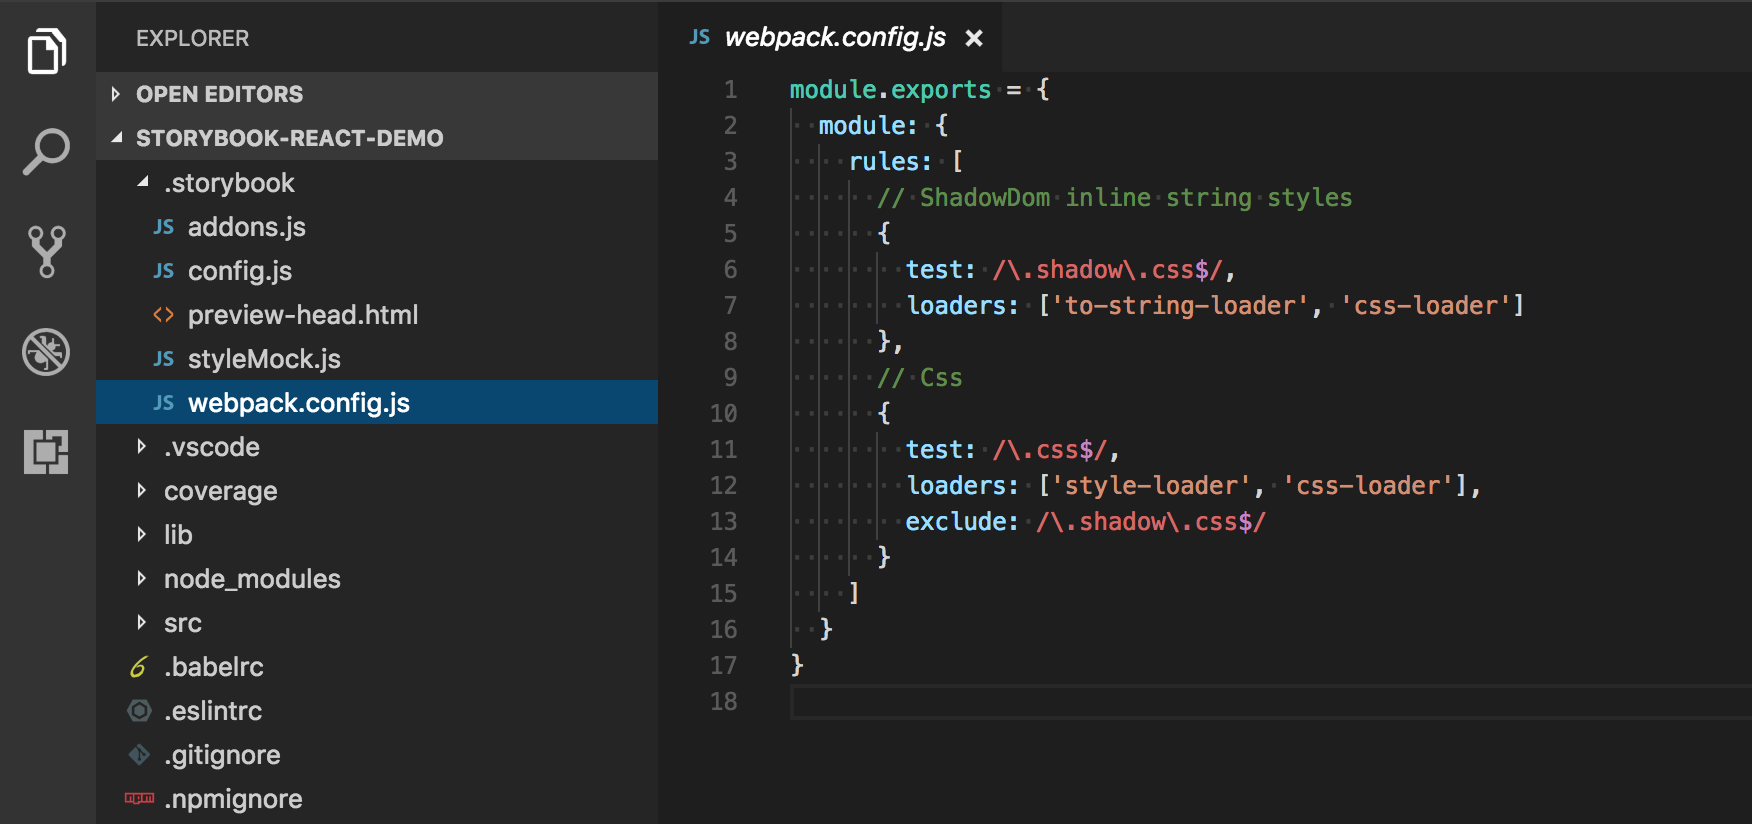 EXPLORER
OPEN EDITORS
STORYBOOK-REACT-DEMO
.storybook
JS addons.js
JS config.js
<> preview-head.html
JS styleMock.js
JS webpack.config.js
.vscode
coverage
lib
node_modules
src
6 .babelrc
.eslintrc
.gitignore
npm .npmignore
JS webpack.config.js ×
1 module.exports = {
2   module: {
3     rules: [
4       // ShadowDom inline string styles
5       {
6         test: /\.shadow\.css$/,
7         loaders: ['to-string-loader', 'css-loader']
8       },
9       // Css
10       {
11         test: /\.css$/,
12         loaders: ['style-loader', 'css-loader'],
13         exclude: /\.shadow\.css$/
14       }
15     ]
16   }
17 }
18